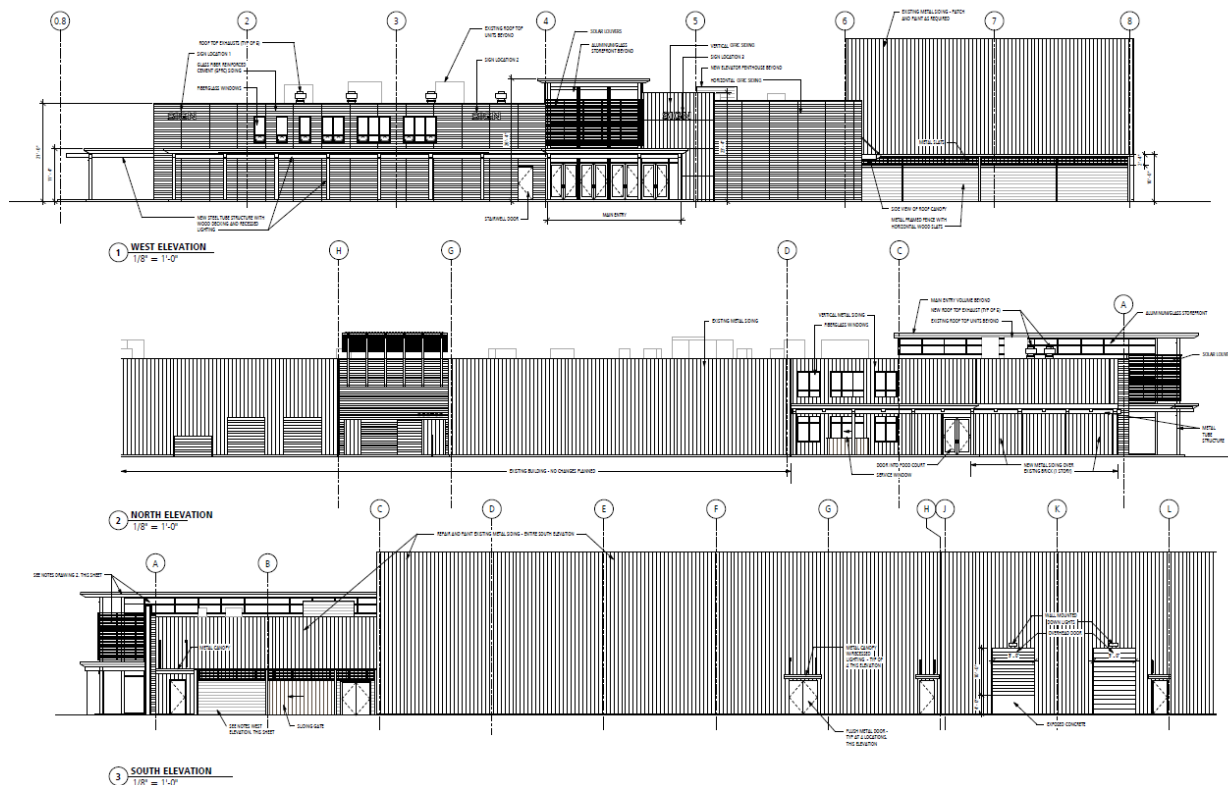 0.8
2
3
4
5
6
7
8
EXISTING METAL SIDING - PATCH
AND PAINT AS REQUIRED
ROOF TOP EXHAUSTS (TYP OF 6)
SIGN LOCATION 1
GLASS FIBER REINFORCED
CEMENT (GFRC) SIDING
FIBERGLASS WINDOWS
EXISTING ROOF TOP
UNITS BEYOND
SIGN LOCATION 2
SOLAR LOUVERS
ALUMINUM/GLASS
STOREFRONT BEYOND
VERTICAL GFRC SIDING
SIGN LOCATION 3
NEW ELEVATOR PENTHOUSE BEYOND
HORIZONTAL GFRC SIDING
SIGN
SIGN
SIGN
METAL SLATS
NEW STEEL TUBE STRUCTURE WITH
WOOD DECKING AND RECESSED
LIGHTING
STAIRWELL DOOR
MAIN ENTRY
SIDE VIEW OF ROOF CANOPY
METAL FRAMED FENCE WITH
HORIZONTAL WOOD SLATS
1
WEST ELEVATION
1/8" = 1'-0"
H
G
D
C
A
EXISTING METAL SIDING
VERTICAL METAL SIDING
FIBERGLASS WINDOWS
MAIN ENTRY VOLUME BEYOND
NEW ROOF TOP EXHAUST (TYP OF 6)
EXISTING ROOF TOP UNITS BEYOND
ALUMINUM/GLASS STOREFRONT
SOLAR LOUV
METAL
TUBE
STRUCTURE
EXISTING BUILDING - NO CHANGES PLANNED
DOOR INTO FOOD COURT
SERVICE WINDOW
NEW METAL SIDING OVER
EXISTING BRICK (1 STORY)
2
NORTH ELEVATION
1/8" = 1'-0"
A
B
C
D
E
F
G
H
J
K
L
REPAIR AND PAINT EXISTING METAL SIDING - ENTIRE SOUTH ELEVATION
SEE NOTES DRAWING 2, THIS SHEET
METAL CANOPY
METAL CANOPY
W/RECESSED
LIGHTING - TYP OF
4 THIS ELEVATION
WALL MOUNTED
DOWN LIGHTS
OVERHEAD DOOR
SEE NOTES WEST
ELEVATION, THIS SHEET
SLIDING GATE
FLUSH METAL DOOR -
TYP AT 4 LOCATIONS,
THIS ELEVATION
EXPOSED CONCRETE
3
SOUTH ELEVATION
1/8" = 1'-0"